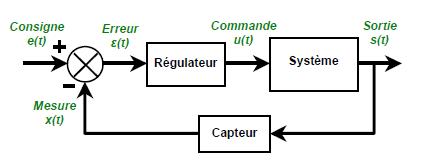 Consigne
e(t)
+
−
Erreur
ε(t)
Régulateur
Commande
u(t)
Système
Sortie
s(t)
Mesure
x(t)
Capteur